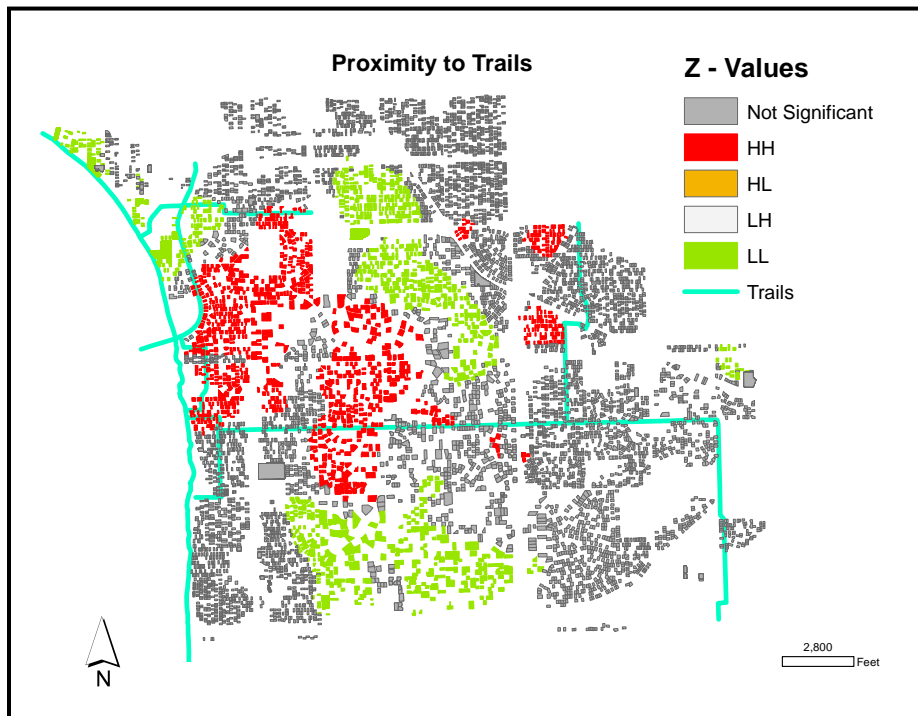 Proximity to Trails
Z - Values
Not Significant
HH
HL
LH
LL
Trails
N
2,800
Feet